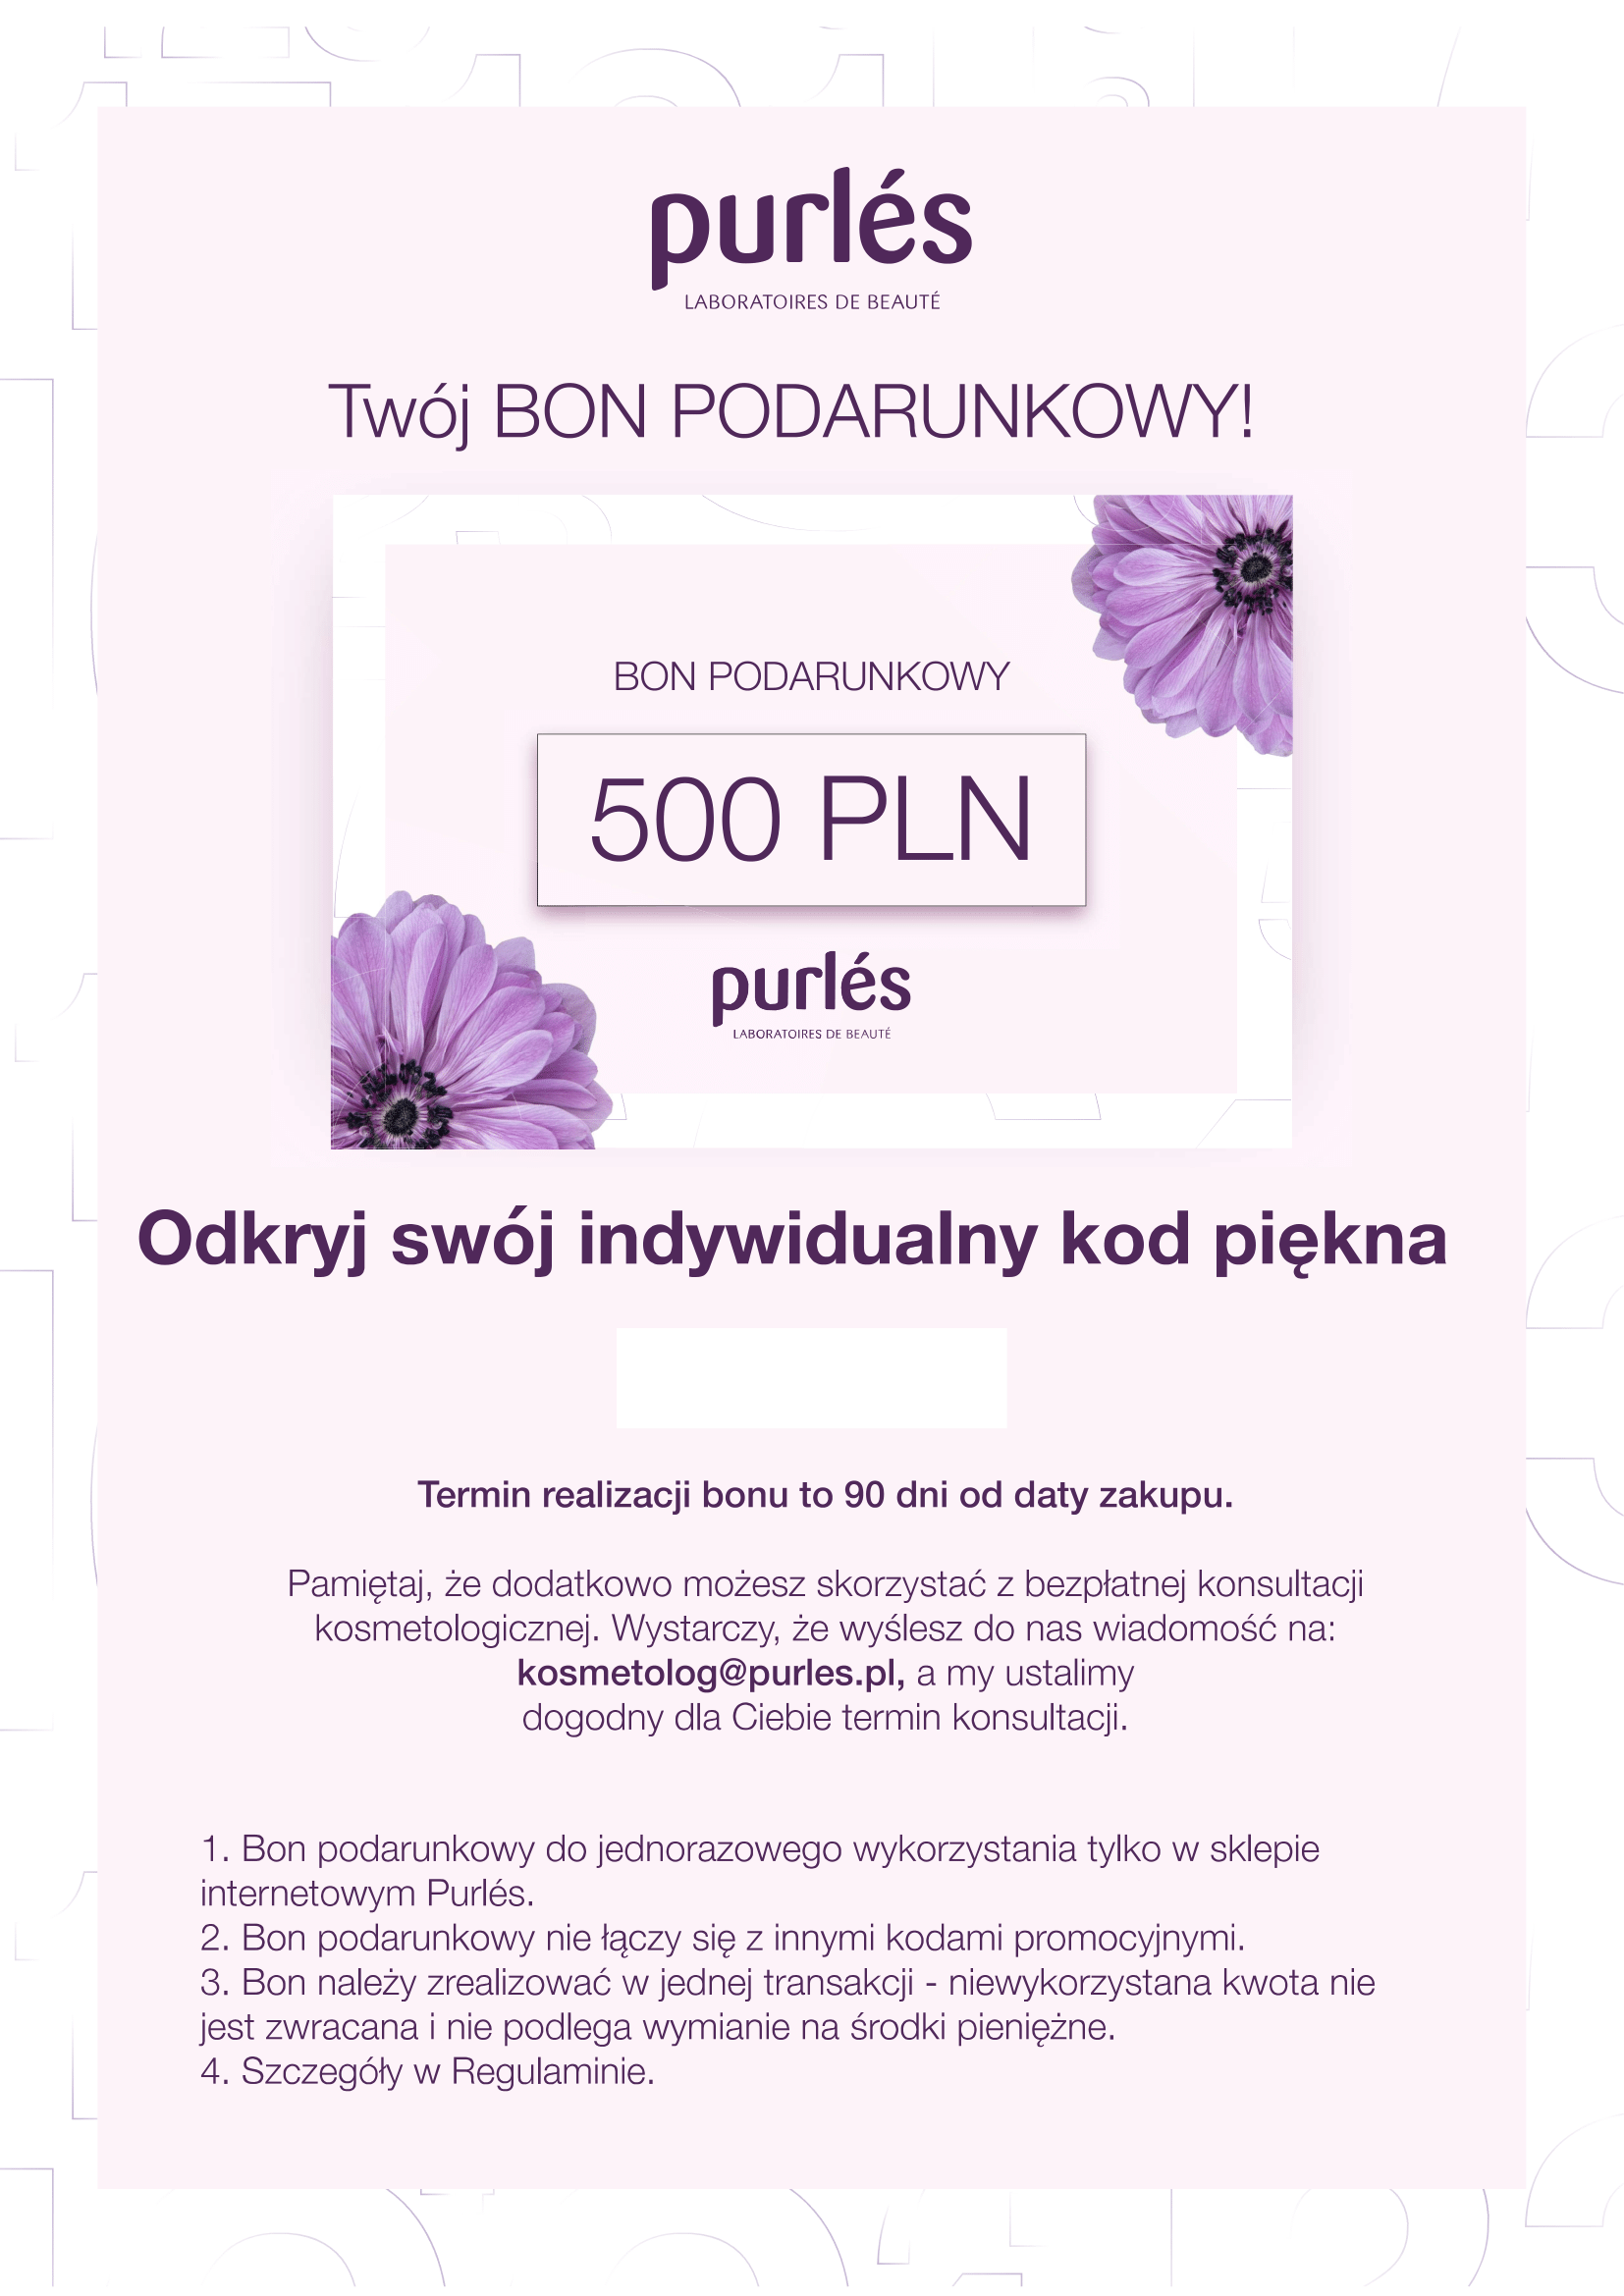 purlés
LABORATOIRES DE BEAUTÉ
Twój BON PODARUNKOWY!
BON PODARUNKOWY
500 PLN
purlés
LABORATOIRES DE BEAUTÉ
Odkryj swój indywidualny kod piękna
Termin realizacji bonu to 90 dni od daty zakupu.
Pamiętaj, że dodatkowo możesz skorzystać z bezpłatnej konsultacji
kosmetologicznej. Wystarczy, że wyślesz do nas wiadomość na:
kosmetolog@purles.pl, a my ustalimy
dogodny dla Ciebie termin konsultacji.
1. Bon podarunkowy do jednorazowego wykorzystania tylko w sklepie
internetowym Purlés.
2. Bon podarunkowy nie łączy się z innymi kodami promocyjnymi.
3. Bon należy zrealizować w jednej transakcji - niewykorzystana kwota nie
jest zwracana i nie podlega wymianie na środki pieniężne.
4. Szczegóły w Regulaminie.